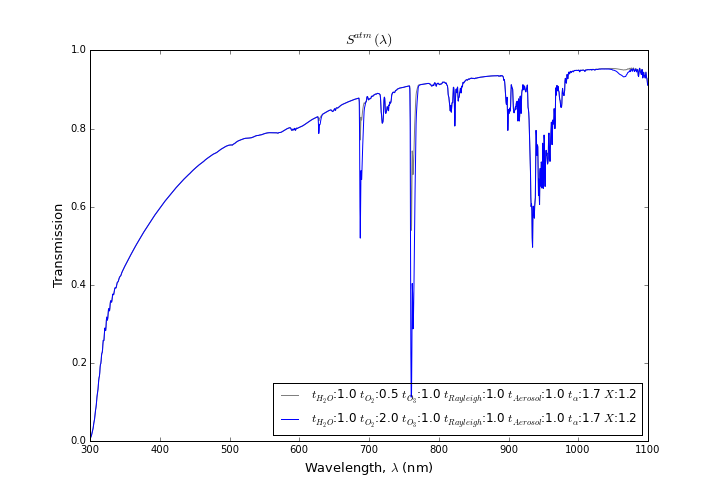 S^{atm}(λ)
1.0
0.8
0.6
0.4
0.2
0.0
Transmission
t_{H_2O}:1.0 t_{O_2}:0.5 t_{O_3}:1.0 t_{Rayleigh}:1.0 t_{Aerosol}:1.0 t_α:1.7 X:1.2
t_{H_2O}:1.0 t_{O_2}:2.0 t_{O_3}:1.0 t_{Rayleigh}:1.0 t_{Aerosol}:1.0 t_α:1.7 X:1.2
300 400 500 600 700 800 900 1000 1100
Wavelength, λ (nm)